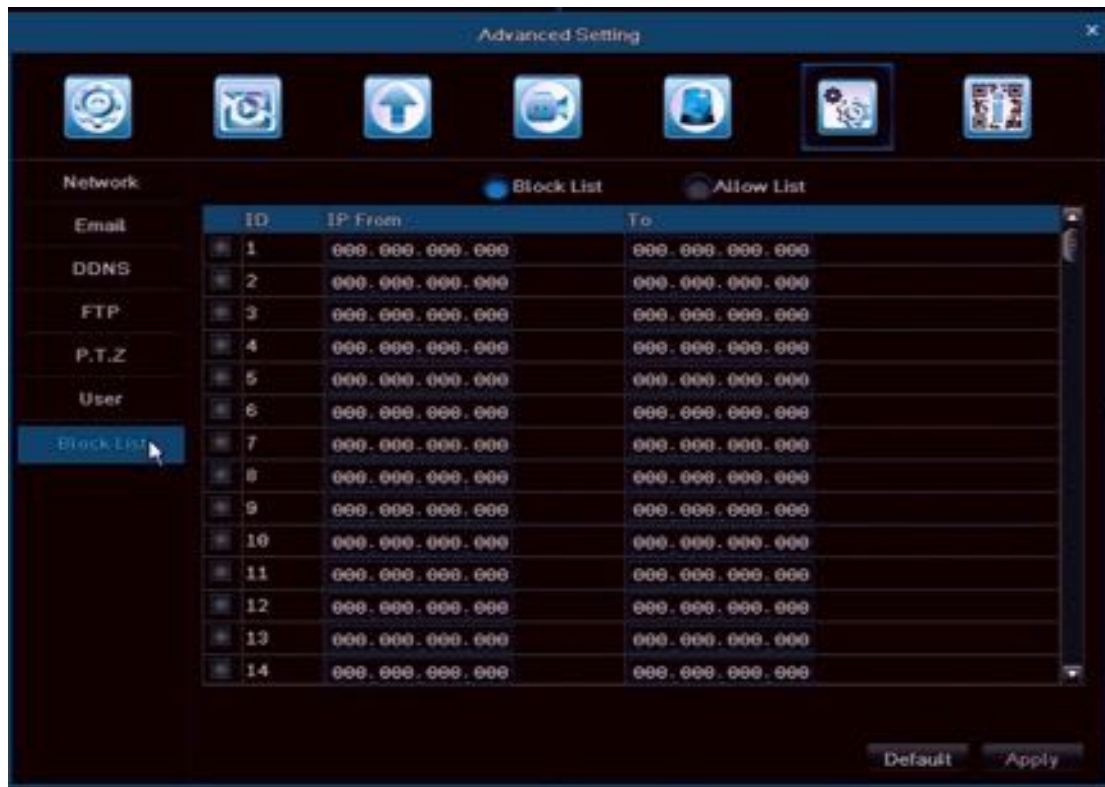 Advanced Setting
Network
Email
DDNS
FTP
P.T.Z
User
Block List
Block List Allow List
ID IP From To
1 000.000.000.000 000.000.000.000
2 000.000.000.000 000.000.000.000
3 000.000.000.000 000.000.000.000
4 000.000.000.000 000.000.000.000
5 000.000.000.000 000.000.000.000
6 000.000.000.000 000.000.000.000
7 000.000.000.000 000.000.000.000
8 000.000.000.000 000.000.000.000
9 000.000.000.000 000.000.000.000
10 000.000.000.000 000.000.000.000
11 000.000.000.000 000.000.000.000
12 000.000.000.000 000.000.000.000
13 000.000.000.000 000.000.000.000
14 000.000.000.000 000.000.000.000
Default Apply